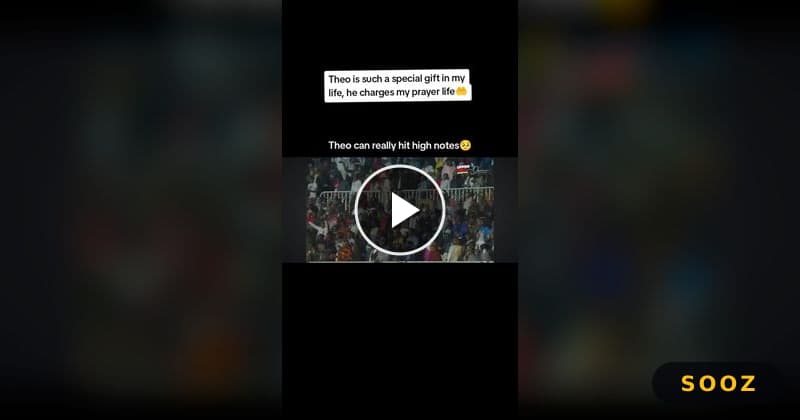 Theo is such a special gift in my
life, he charges my prayer life🤲
Theo can really hit high notes🥺
SOOZ